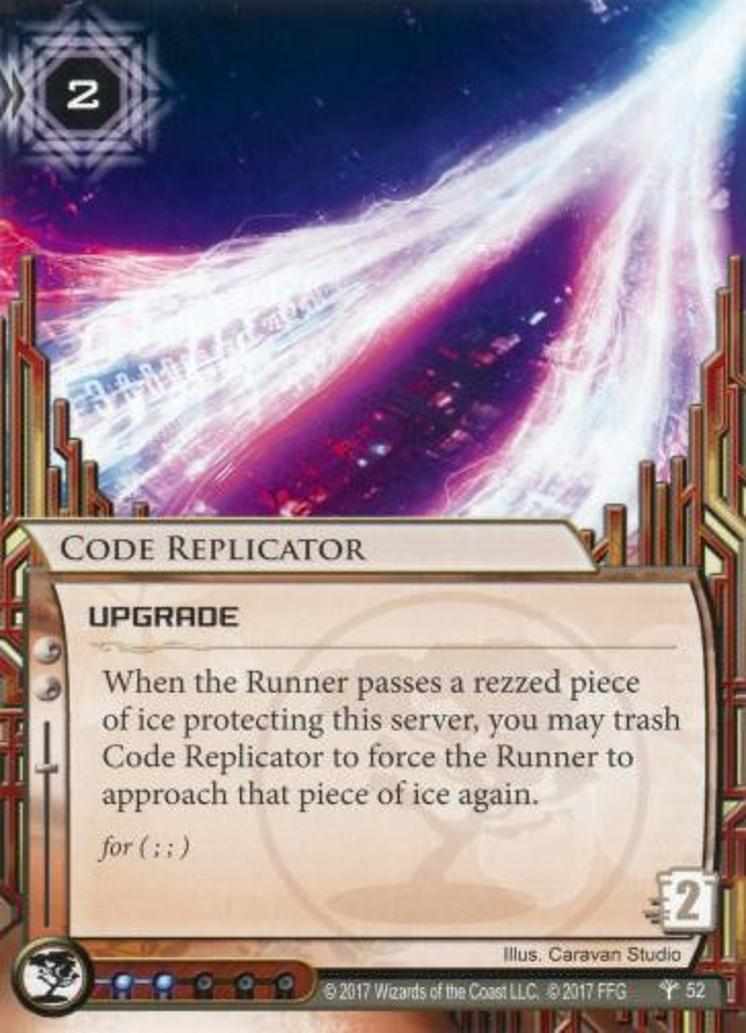 2
CODE REPLICATOR
UPGRADE
When the Runner passes a rezzed piece
of ice protecting this server, you may trash
Code Replicator to force the Runner to
approach that piece of ice again.
for ( ; ; )
2
Illus. Caravan Studio
© 2017 Wizards of the Coast LLC. © 2017 FFG 52